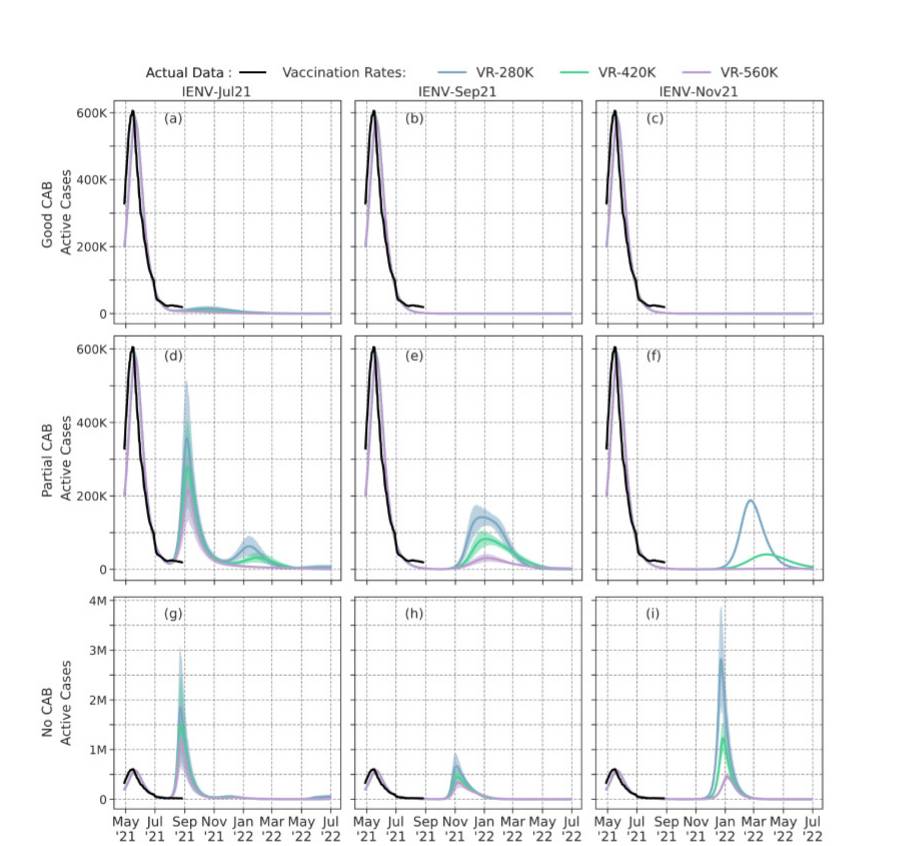 Actual Data : Vaccination Rates: VR-280K VR-420K VR-560K
IENV-Jul21 IENV-Sep21 IENV-Nov21
Good CAB
Active Cases
600K
400K
200K
0
(a) (b) (c)
Partial CAB
Active Cases
600K
400K
200K
0
(d) (e) (f)
No CAB
Active Cases
4M
3M
2M
1M
0
(g) (h) (i)
May Jul Sep Nov Jan Mar May Jul May Jul Sep Nov Jan Mar May Jul May Jul Sep Nov Jan Mar May Jul
'21 '21 '21 '21 '22 '22 '22 '22 '21 '21 '21 '21 '22 '22 '22 '22 '21 '21 '21 '21 '22 '22 '22 '22